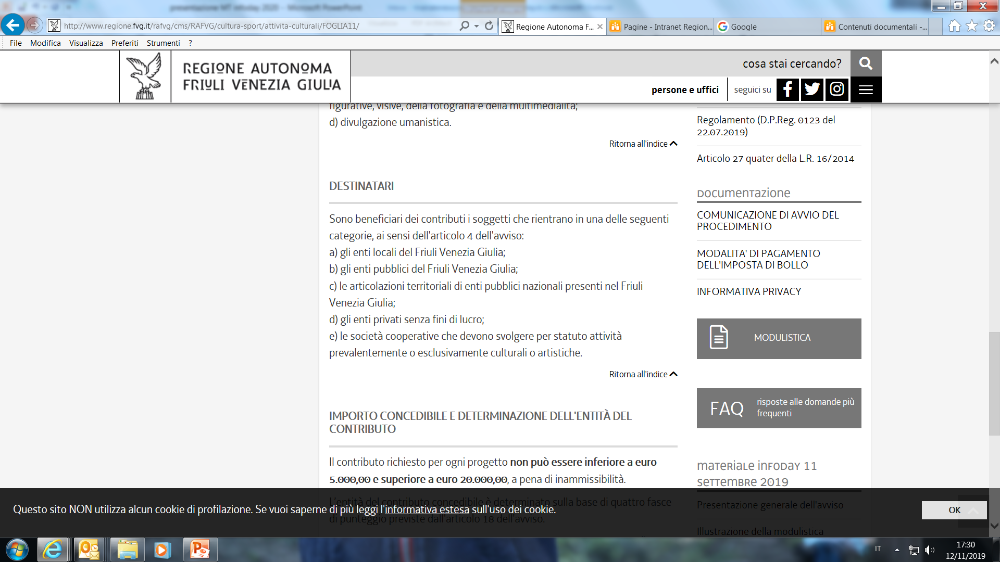 presentazione MT Infoday 2020 - Microsoft PowerPoint
http://www.regione.fvg.it/rafvg/cms/RAFVG/cultura-sport/attivita-culturali/FOGLIA11/
Regione Autonoma F...
Pagine - Intranet Region...
Google
Contenuti documentali -...
File Modifica Visualizza Preferiti Strumenti ?
REGIONE AUTONOMA
FRIULI VENEZIA GIULIA
cosa stai cercando?
persone e uffici
seguici su
figurative, visive, della fotografia e della multimedialità;
d) divulgazione umanistica.
Ritorna all'indice
DESTINATARI
Sono beneficiari dei contributi i soggetti che rientrano in una delle seguenti
categorie, ai sensi dell'articolo 4 dell'avviso:
a) gli enti locali del Friuli Venezia Giulia;
b) gli enti pubblici del Friuli Venezia Giulia;
c) le articolazioni territoriali di enti pubblici nazionali presenti nel Friuli
Venezia Giulia;
d) gli enti privati senza fini di lucro;
e) le società cooperative che devono svolgere per statuto attività
prevalentemente o esclusivamente culturali o artistiche.
Ritorna all'indice
IMPORTO CONCEDIBILE E DETERMINAZIONE DELL'ENTITÀ DEL
CONTRIBUTO
Il contributo richiesto per ogni progetto non può essere inferiore a euro
5.000,00 e superiore a euro 20.000,00, a pena di inammissibilità.
L'entità del contributo concedibile è determinato sulla base di quattro fasce
di punteggio previste dall'articolo 18 dell'avviso.
Regolamento (D.P.Reg. 0123 del
22.07.2019)
Articolo 27 quater della L.R. 16/2014
documentazione
COMUNICAZIONE DI AVVIO DEL
PROCEDIMENTO
MODALITA' DI PAGAMENTO
DELL'IMPOSTA DI BOLLO
INFORMATIVA PRIVACY
MODULISTICA
FAQ
risposte alle domande più
frequenti
materiale infoday 11
settembre 2019
Presentazione generale dell'avviso
Illustrazione della modulistica
Questo sito NON utilizza alcun cookie di profilazione. Se vuoi saperne di più leggi l'informativa estesa sull'uso dei cookie.
OK
IT
17:30
12/11/2019